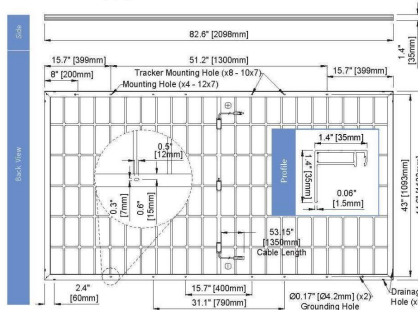 Side
82.6" [2098mm]
1.4"
[35mm]
15.7" [399mm]
51.2" [1300mm]
15.7" [399mm]
8" [200mm]
Tracker Mounting Hole (x8 - 10x7)
Mounting Hole (x4 - 12x7)
Back View
0.5"
[12mm]
0.3"
[7mm]
0.6"
[15mm]
Profile
1.4" [35mm]
1.4" [35mm]
0.06"
[1.5mm]
43" [1093mm]
53.15"
[1350mm]
Cable Length
2.4"
[60mm]
15.7" [400mm]
31.1" [790mm]
Ø0.17" [Ø4.2mm] (x2)
Grounding Hole
Drainag
Hole (x